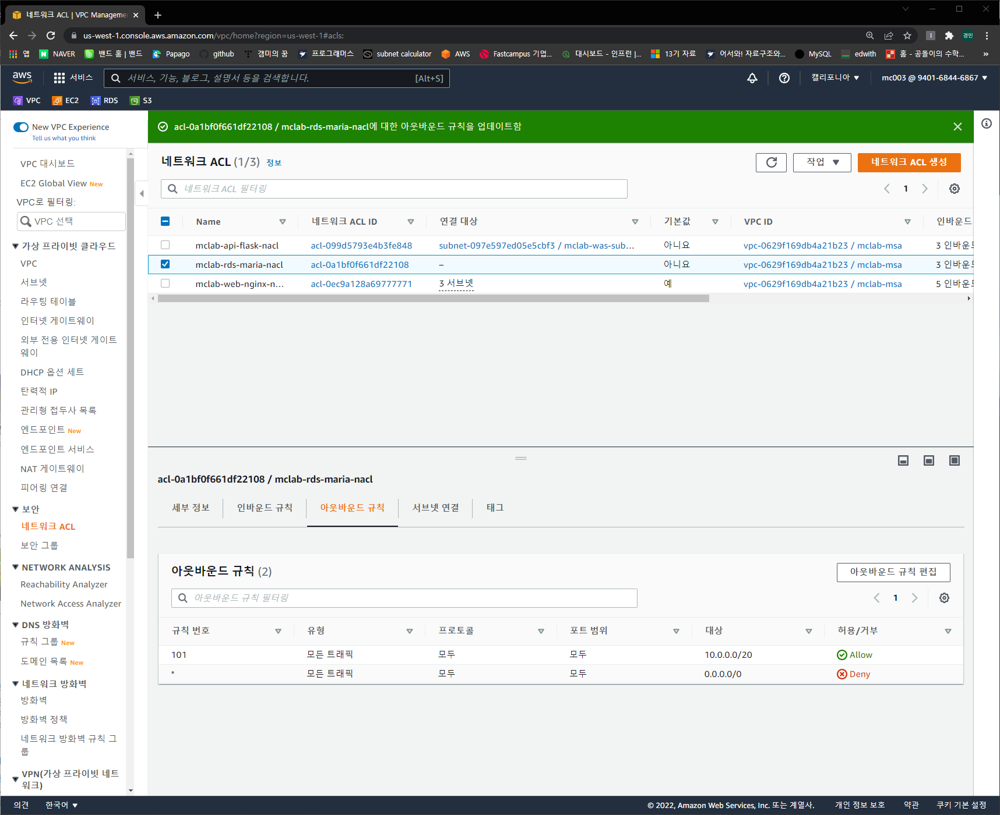 네트워크 ACL | VPC Manageme
us-west-1.console.aws.amazon.com/vpc/home?region=us-west-1#acls:
경민
앱 NAVER 밴드 홈 | 밴드 Papago github 캠미의 꿈 프로그래머스 subnet calculator AWS Fastcampus 기업... 대시보드 - 인프런 |... 13기 자료 어서와! 자료구조와... MySQL edwith 홈 - 공돌이의 수학... »
aws 서비스 서비스, 기능, 블로그, 설명서 등을 검색합니다. [Alt+S] 캘리포니아 ▼ mc003 @ 9401-6844-6867 ▼
VPC EC2 RDS S3
New VPC Experience
Tell us what you think
VPC 대시보드
EC2 Global View New
VPC로 필터링:
VPC 선택
가상 프라이빗 클라우드
VPC
서브넷
라우팅 테이블
인터넷 게이트웨이
외부 전용 인터넷 게이트
웨이
DHCP 옵션 세트
탄력적 IP
관리형 접두사 목록
엔드포인트 New
엔드포인트 서비스
NAT 게이트웨이
피어링 연결
보안
네트워크 ACL
보안 그룹
NETWORK ANALYSIS
Reachability Analyzer
Network Access Analyzer
DNS 방화벽
규칙 그룹 New
도메인 목록 New
네트워크 방화벽
방화벽
방화벽 정책
네트워크 방화벽 규칙 그
룹
VPN(가상 프라이빗 네트
워크)
acl-0a1bf0f661df22108 / mclab-rds-maria-nacl에 대한 아웃바운드 규칙을 업데이트함
네트워크 ACL (1/3) 정보
작업 ▼ 네트워크 ACL 생성
네트워크 ACL 필터링
1
Name 네트워크 ACL ID 연결 대상 기본값 VPC ID 인바운드
mclab-api-flask-nacl acl-099d5793e4b3fe848 subnet-097e597ed05e5cbf3 / mclab-was-sub... 아니요 vpc-0629f169db4a21b23 / mclab-msa 3 인바운드
mclab-rds-maria-nacl acl-0a1bf0f661df22108 – 아니요 vpc-0629f169db4a21b23 / mclab-msa 3 인바운드
mclab-web-nginx-n... acl-0ec9a128a69777771 3 서브넷 예 vpc-0629f169db4a21b23 / mclab-msa 5 인바운드
acl-0a1bf0f661df22108 / mclab-rds-maria-nacl
세부 정보 인바운드 규칙 아웃바운드 규칙 서브넷 연결 태그
아웃바운드 규칙 (2)
아웃바운드 규칙 편집
아웃바운드 규칙 필터링
1
규칙 번호 유형 프로토콜 포트 범위 대상 허용/거부
101 모든 트래픽 모두 모두 10.0.0.0/20 Allow
* 모든 트래픽 모두 모두 0.0.0.0/0 Deny
의견 한국어 ▼ © 2022, Amazon Web Services, Inc. 또는 계열사. 개인 정보 보호 약관 쿠키 기본 설정